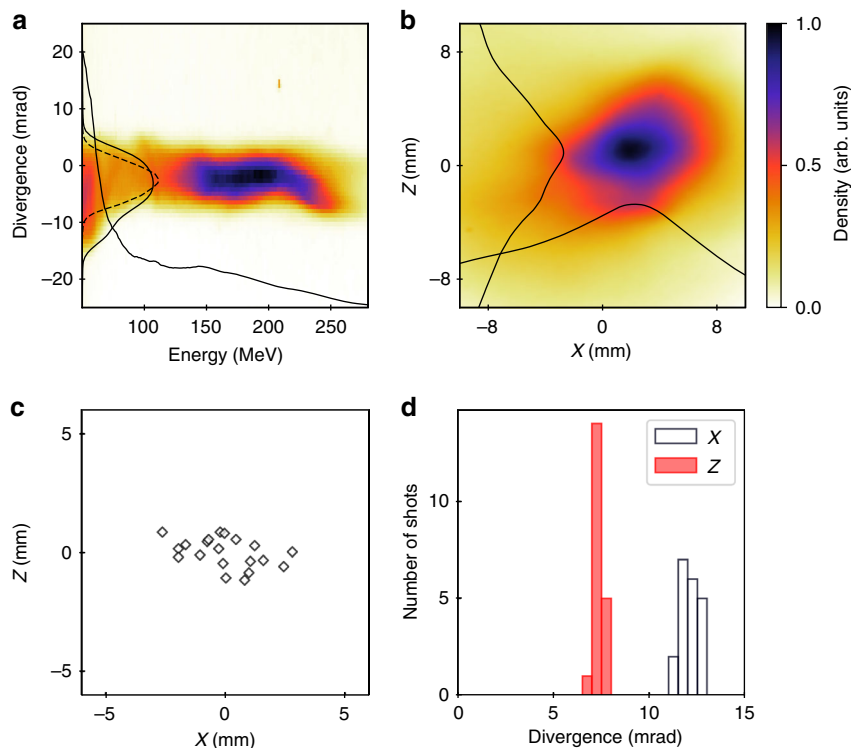 a
20
10
0
–10
–20
Divergence (mrad)
100
150
200
250
Energy (MeV)
b
8
0
–8
Z (mm)
–8
0
8
X (mm)
1.0
0.5
0.0
Density (arb. units)
c
5
0
–5
Z (mm)
–5
0
5
X (mm)
d
X
Z
10
5
0
Number of shots
0
5
10
15
Divergence (mrad)